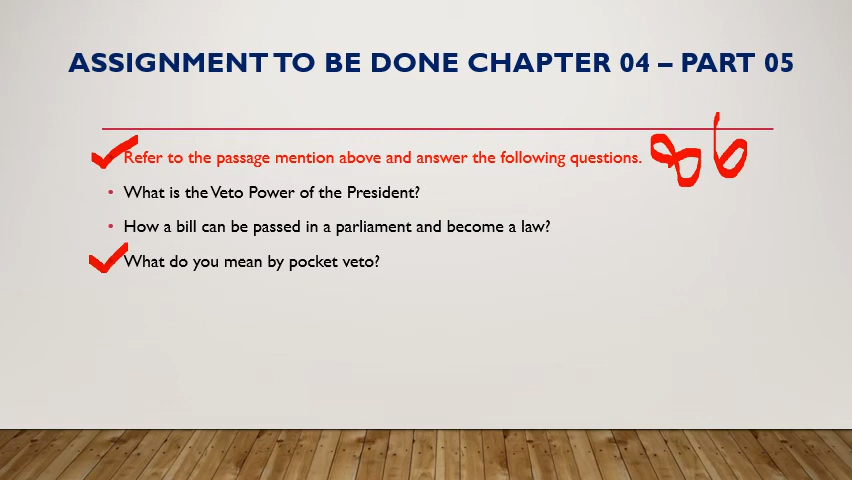 ASSIGNMENT TO BE DONE CHAPTER 04 – PART 05
Refer to the passage mention above and answer the following questions. 86
• What is the Veto Power of the President?
• How a bill can be passed in a parliament and become a law?
What do you mean by pocket veto?